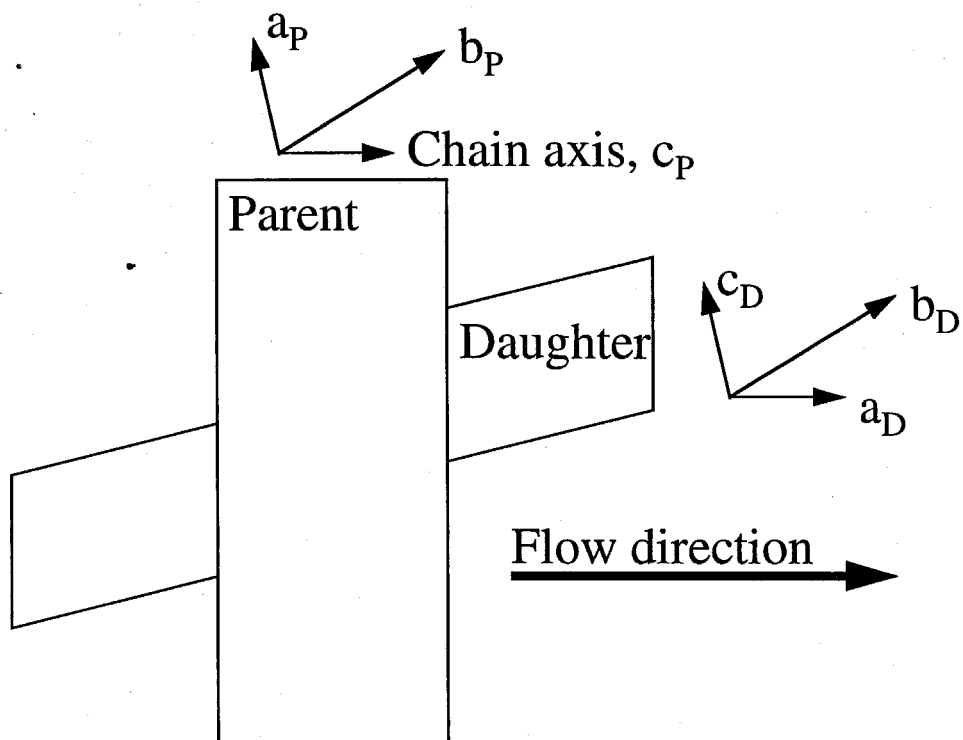 a_P
b_P
Chain axis, c_P
Parent
c_D
b_D
Daughter
a_D
Flow direction